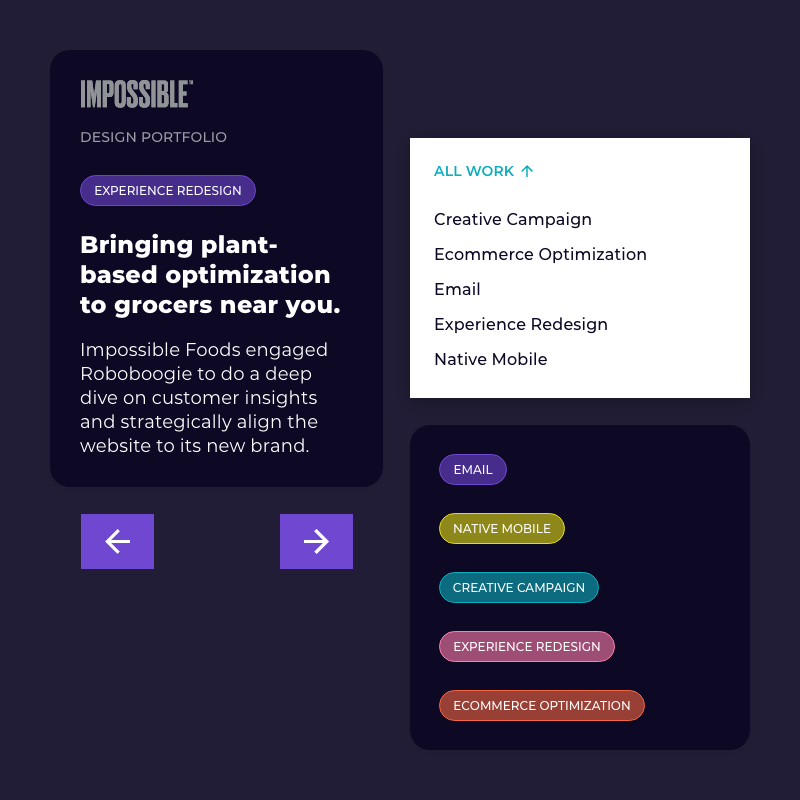 IMPOSSIBLE™
DESIGN PORTFOLIO
EXPERIENCE REDESIGN
Bringing plant-
based optimization
to grocers near you.
Impossible Foods engaged
Roboboogie to do a deep
dive on customer insights
and strategically align the
website to its new brand.
ALL WORK ↑
Creative Campaign
Ecommerce Optimization
Email
Experience Redesign
Native Mobile
EMAIL
NATIVE MOBILE
CREATIVE CAMPAIGN
EXPERIENCE REDESIGN
ECOMMERCE OPTIMIZATION